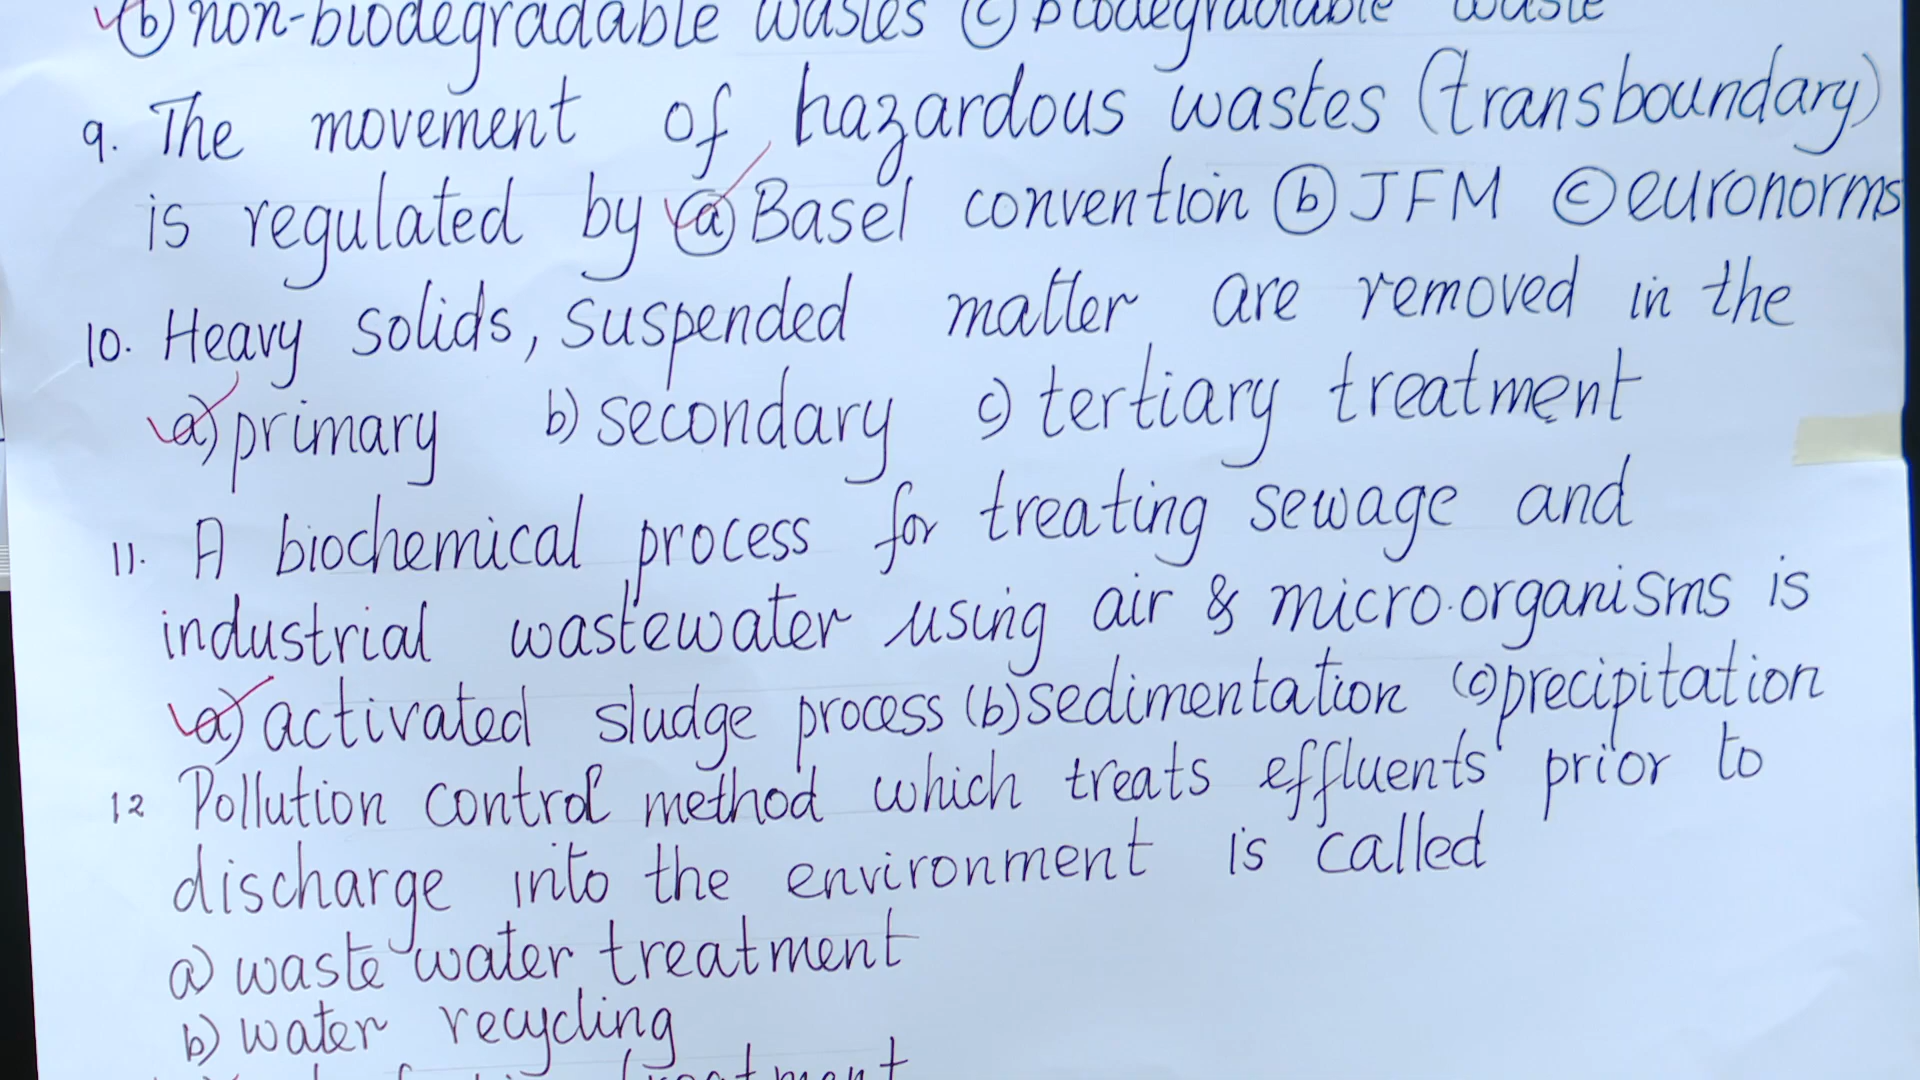 (b) non-biodegradable wastes (c) biodegradable waste
9. The movement of hazardous wastes (transboundary)
is regulated by (a) Basel convention (b) JFM (c) euronorms
10. Heavy solids, suspended matter are removed in the
a) primary b) secondary c) tertiary treatment
11. A biochemical process for treating sewage and
industrial wastewater using air & micro.organisms is
a) activated sludge process (b) sedimentation (c) precipitation
12 Pollution control method which treats effluents prior to
discharge into the environment is called
a) waste water treatment
b) water recycling
treatment